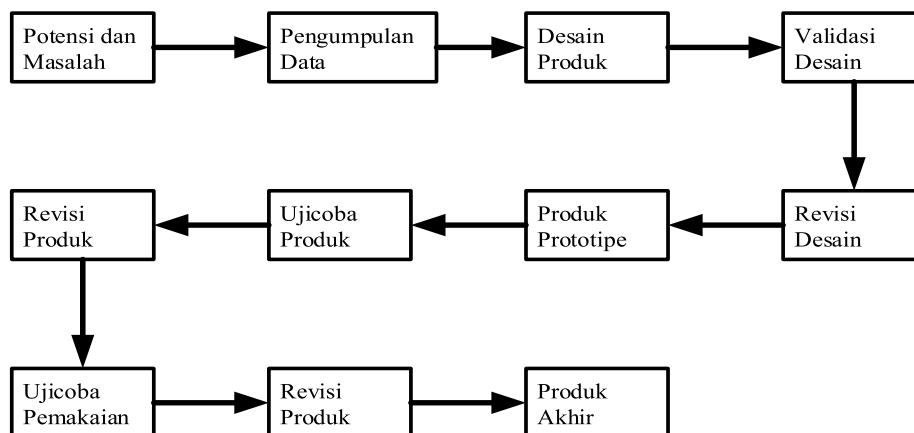 Potensi dan
Masalah
Pengumpulan
Data
Desain
Produk
Validasi
Desain
Revisi
Produk
Ujicoba
Produk
Produk
Prototipe
Revisi
Desain
Ujicoba
Pemakaian
Revisi
Produk
Produk
Akhir